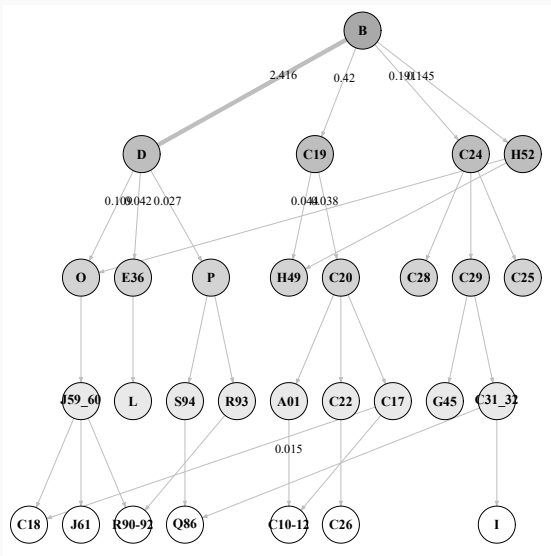 B
2.416 0.42 0.191 0.145
D C19 C24 H52
0.109 0.042 0.027 0.044 0.038
O E36 P H49 C20 C28 C29 C25
J59_60 L S94 R93 A01 C22 C17 G45 C31_32
0.015
C18 J61 R90-92 Q86 C10-12 C26 I